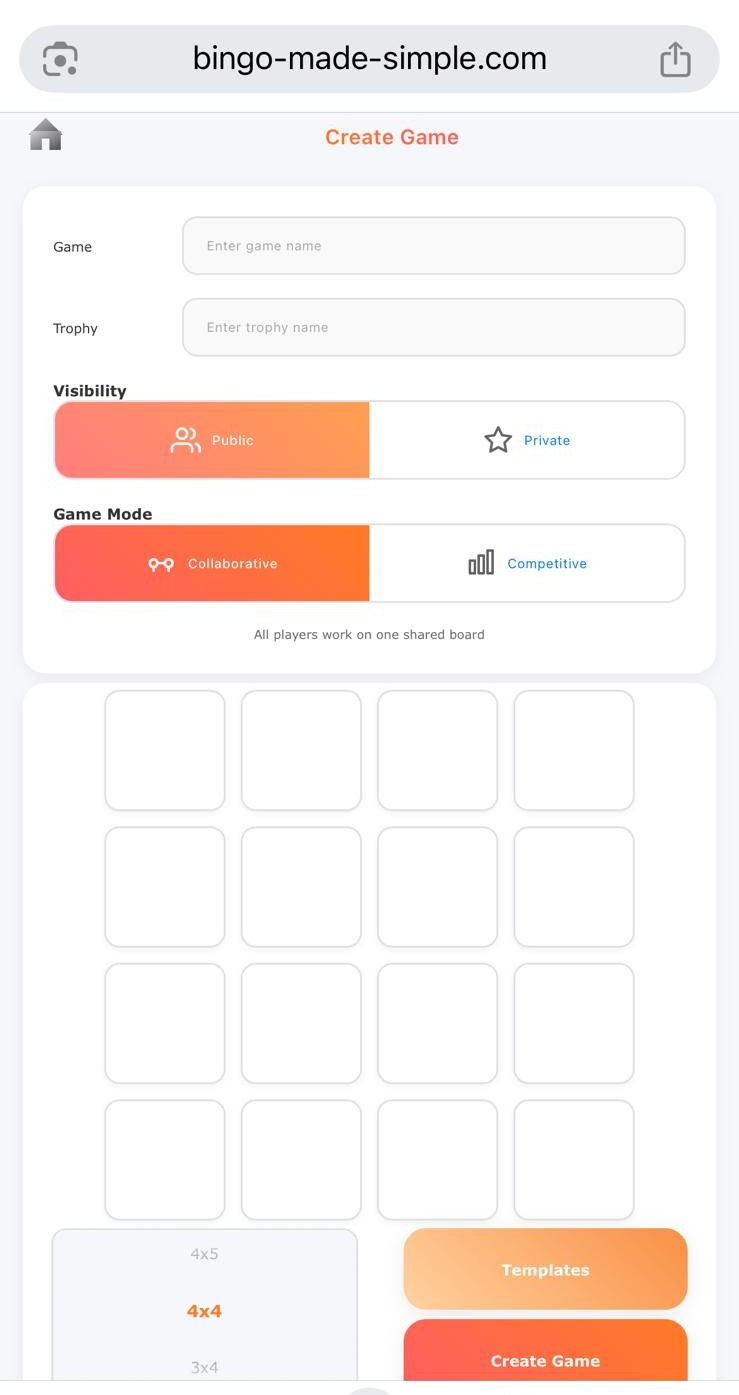 bingo-made-simple.com
Create Game
Game
Enter game name
Trophy
Enter trophy name
Visibility
Public
Private
Game Mode
Collaborative
Competitive
All players work on one shared board
4x5
4x4
3x4
Templates
Create Game